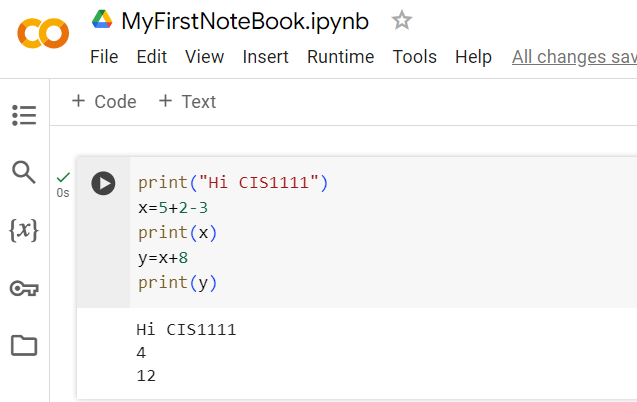 MyFirstNoteBook.ipynb
File Edit View Insert Runtime Tools Help All changes sav
+ Code + Text
0s
print("Hi CIS1111")
x=5+2-3
print(x)
y=x+8
print(y)
{x}
Hi CIS1111
4
12